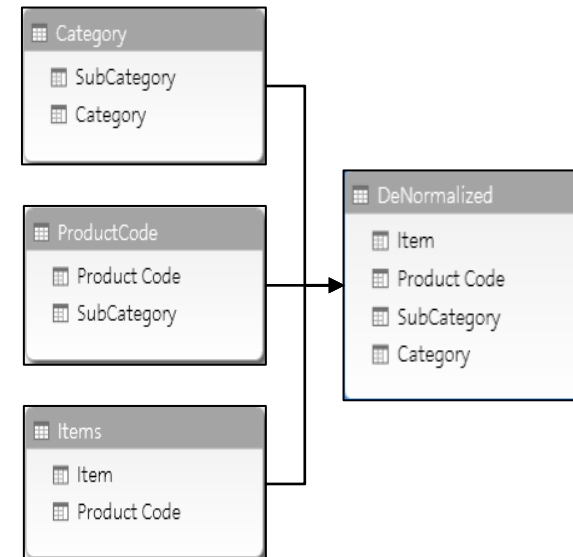 Category
SubCategory
Category
ProductCode
Product Code
SubCategory
Items
Item
Product Code
DeNormalized
Item
Product Code
SubCategory
Category